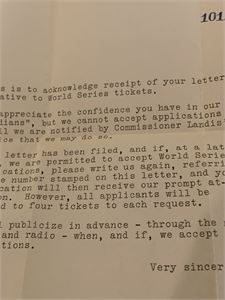 101
s is to acknowledge receipt of your letter
ative to World Series tickets.
appreciate the confidence you have in our
dians", but we cannot accept applications
l we are notified by Commissioner Landis
ice that we may do so.
letter has been filed, and if, at a lat
, we are permitted to accept World Series
ications, please write us again, referri
e number stamped on this letter, and yo
cation will then receive our prompt at-
on. However, all applicants will be
d to four tickets to each request.
l publicize in advance - through the
and radio - when, and if, we accept
tions.
Very sincer